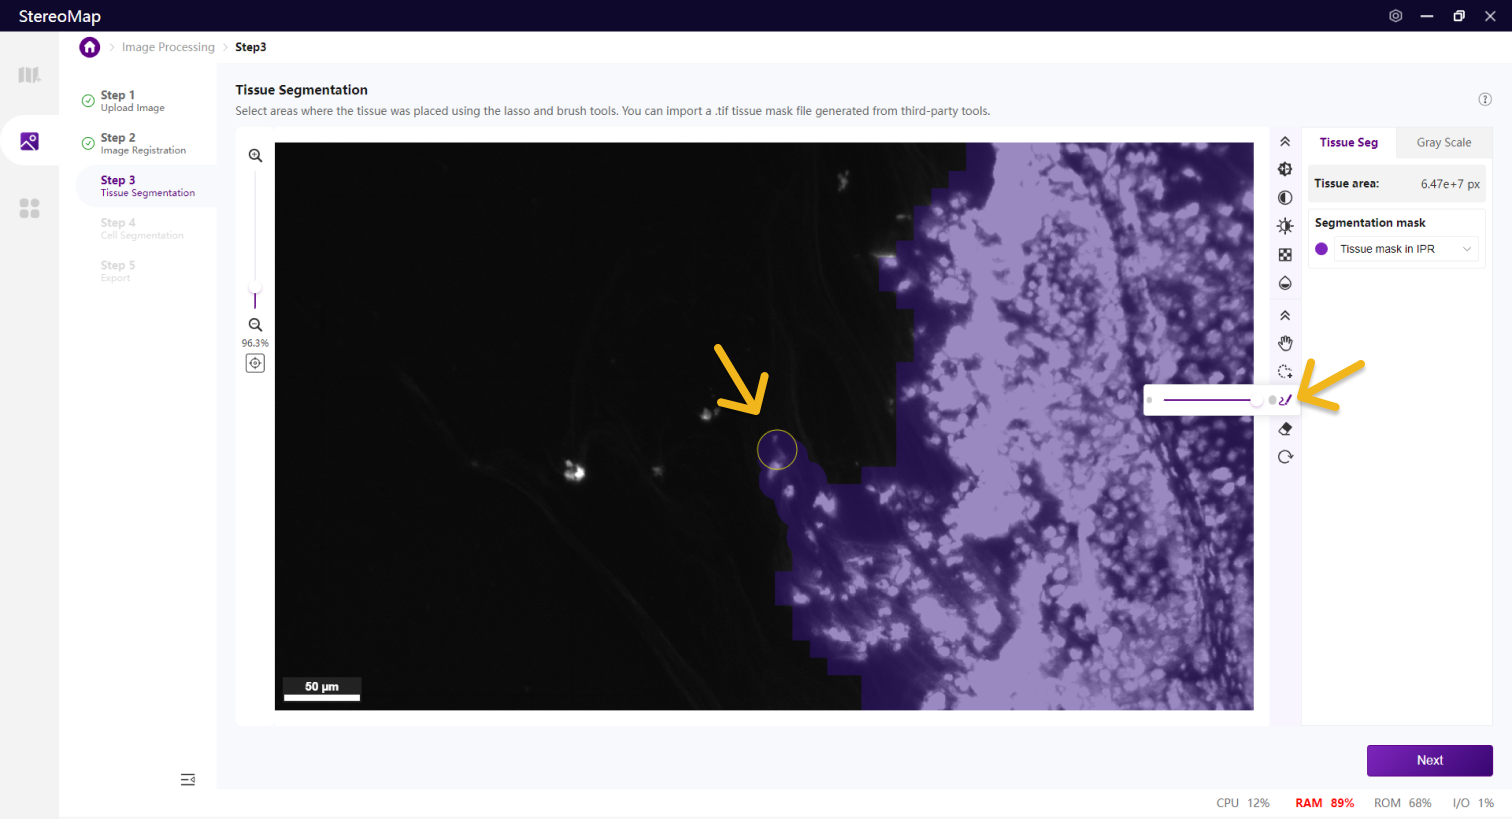 StereoMap
Image Processing
Step3
Step 1
Upload Image
Step 2
Image Registration
Step 3
Tissue Segmentation
Step 4
Cell Segmentation
Step 5
Export
Tissue Segmentation
Select areas where the tissue was placed using the lasso and brush tools. You can import a .tif tissue mask file generated from third-party tools.
96.3%
50 μm
Tissue Seg
Gray Scale
Tissue area: 6.47e+7 px
Segmentation mask
Tissue mask in IPR
Next
CPU 12% RAM 89% ROM 68% I/O 1%